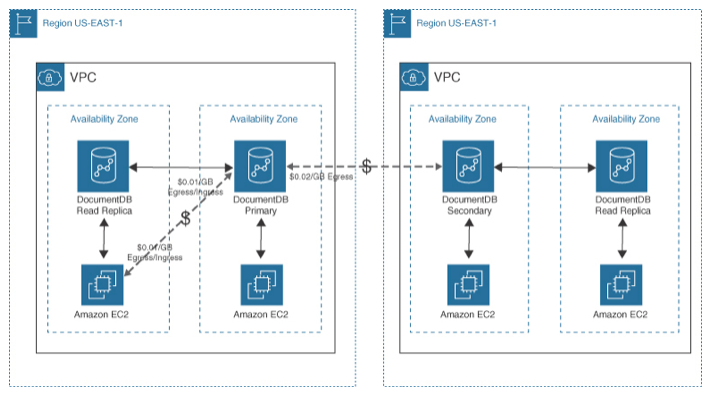 Region US-EAST-1
Region US-EAST-1
VPC
VPC
Availability Zone
Availability Zone
Availability Zone
Availability Zone
DocumentDB
Read Replica
$0.01/GB
Egress/Ingress
$
DocumentDB
Primary
$0.02/GB Egress
$
DocumentDB
Secondary
DocumentDB
Read Replica
$0.01/GB
Egress/Ingress
Amazon EC2
Amazon EC2
Amazon EC2
Amazon EC2